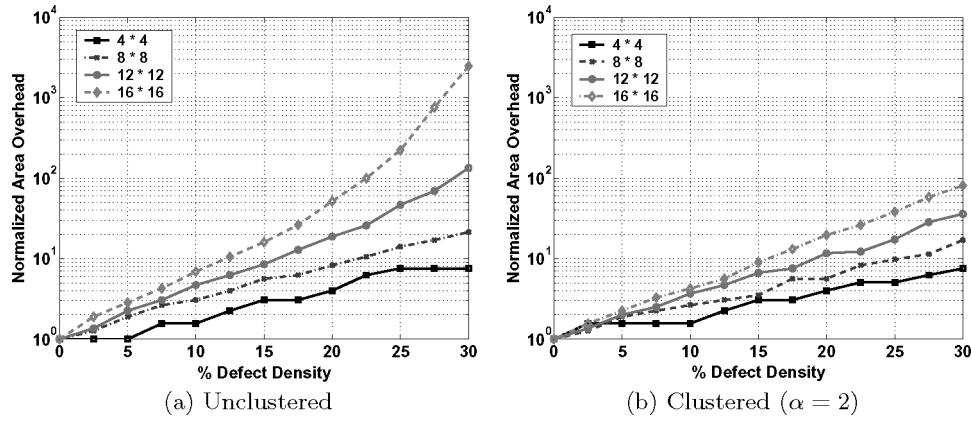 10^4
10^3
10^2
10^1
10^0
Normalized Area Overhead
4 * 4
8 * 8
12 * 12
16 * 16
0 5 10 15 20 25 30
% Defect Density
(a) Unclustered
10^4
10^3
10^2
10^1
10^0
Normalized Area Overhead
4 * 4
8 * 8
12 * 12
16 * 16
0 5 10 15 20 25 30
% Defect Density
(b) Clustered (α = 2)